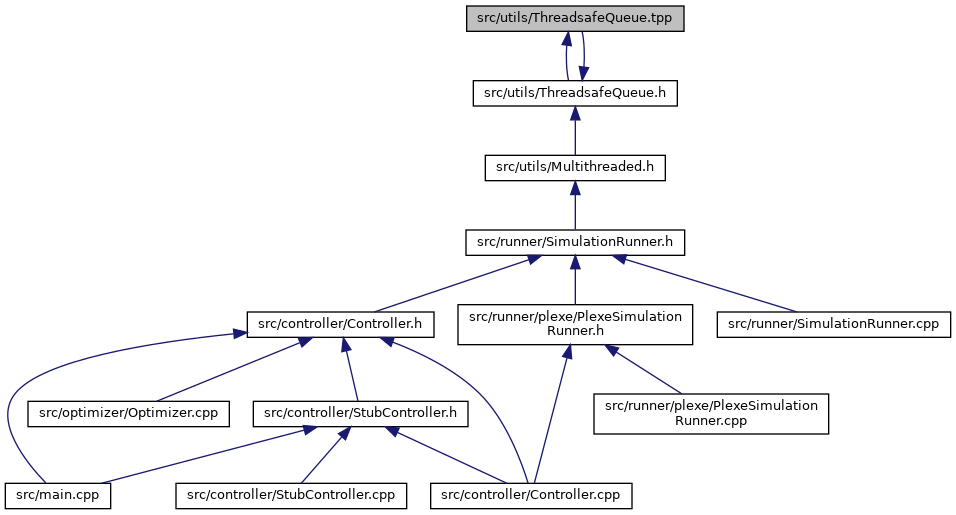 src/utils/ThreadsafeQueue.tpp
src/utils/ThreadsafeQueue.h
src/utils/Multithreaded.h
src/runner/SimulationRunner.h
src/controller/Controller.h
src/runner/plexe/PlexeSimulation
Runner.h
src/runner/SimulationRunner.cpp
src/optimizer/Optimizer.cpp
src/controller/StubController.h
src/runner/plexe/PlexeSimulation
Runner.cpp
src/main.cpp
src/controller/StubController.cpp
src/controller/Controller.cpp